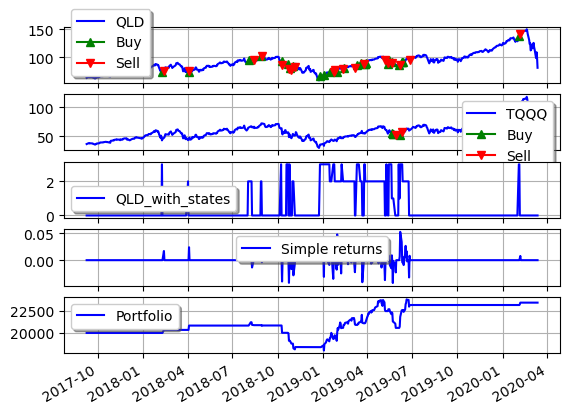 QLD
Buy
Sell
150
100
TQQQ
Buy
Sell
100
50
QLD_with_states
2
0
Simple returns
0.05
0.00
Portfolio
22500
20000
2017-10
2018-01
2018-04
2018-07
2018-10
2019-01
2019-04
2019-07
2019-10
2020-01
2020-04